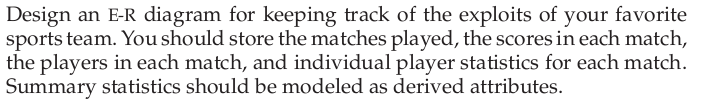 Design an E-R diagram for keeping track of the exploits of your favorite
sports team. You should store the matches played, the scores in each match,
the players in each match, and individual player statistics for each match.
Summary statistics should be modeled as derived attributes.